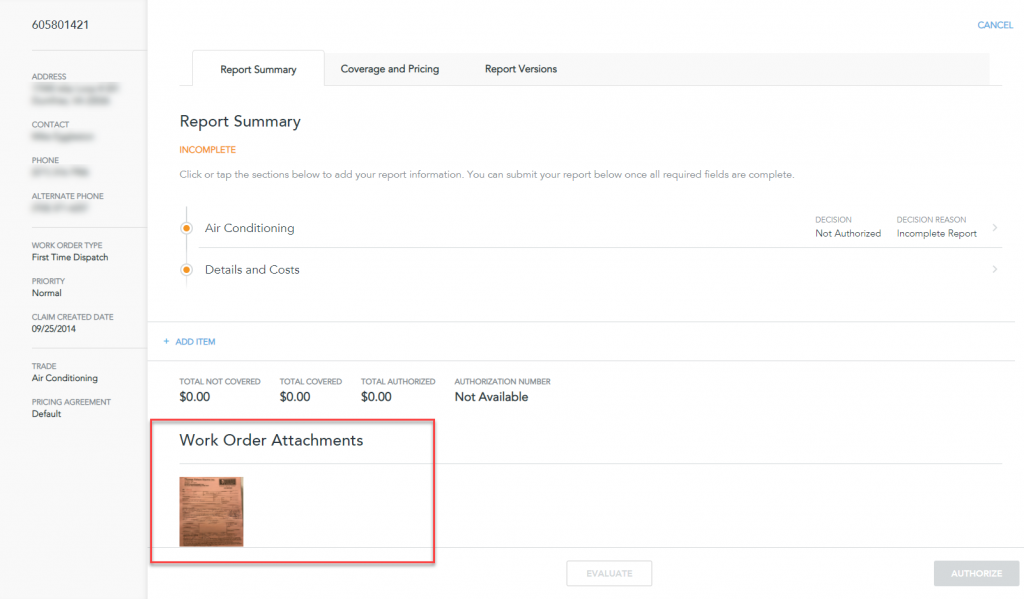 605801421
CANCEL
ADDRESS
CONTACT
PHONE
ALTERNATE PHONE
WORK ORDER TYPE
First Time Dispatch
PRIORITY
Normal
CLAIM CREATED DATE
09/25/2014
TRADE
Air Conditioning
PRICING AGREEMENT
Default
Report Summary
Coverage and Pricing
Report Versions
Report Summary
INCOMPLETE
Click or tap the sections below to add your report information. You can submit your report below once all required fields are complete.
Air Conditioning
DECISION
Not Authorized
DECISION REASON
Incomplete Report
Details and Costs
+ ADD ITEM
TOTAL NOT COVERED
$0.00
TOTAL COVERED
$0.00
TOTAL AUTHORIZED
$0.00
AUTHORIZATION NUMBER
Not Available
Work Order Attachments
EVALUATE
AUTHORIZE